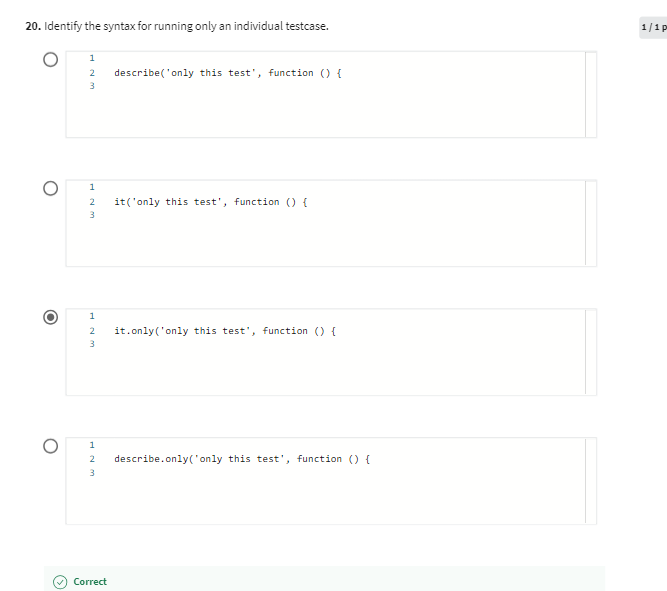 20. Identify the syntax for running only an individual testcase.
1 / 1 p
1
2 describe('only this test', function () {
3
1
2 it('only this test', function () {
3
1
2 it.only('only this test', function () {
3
1
2 describe.only('only this test', function () {
3
Correct